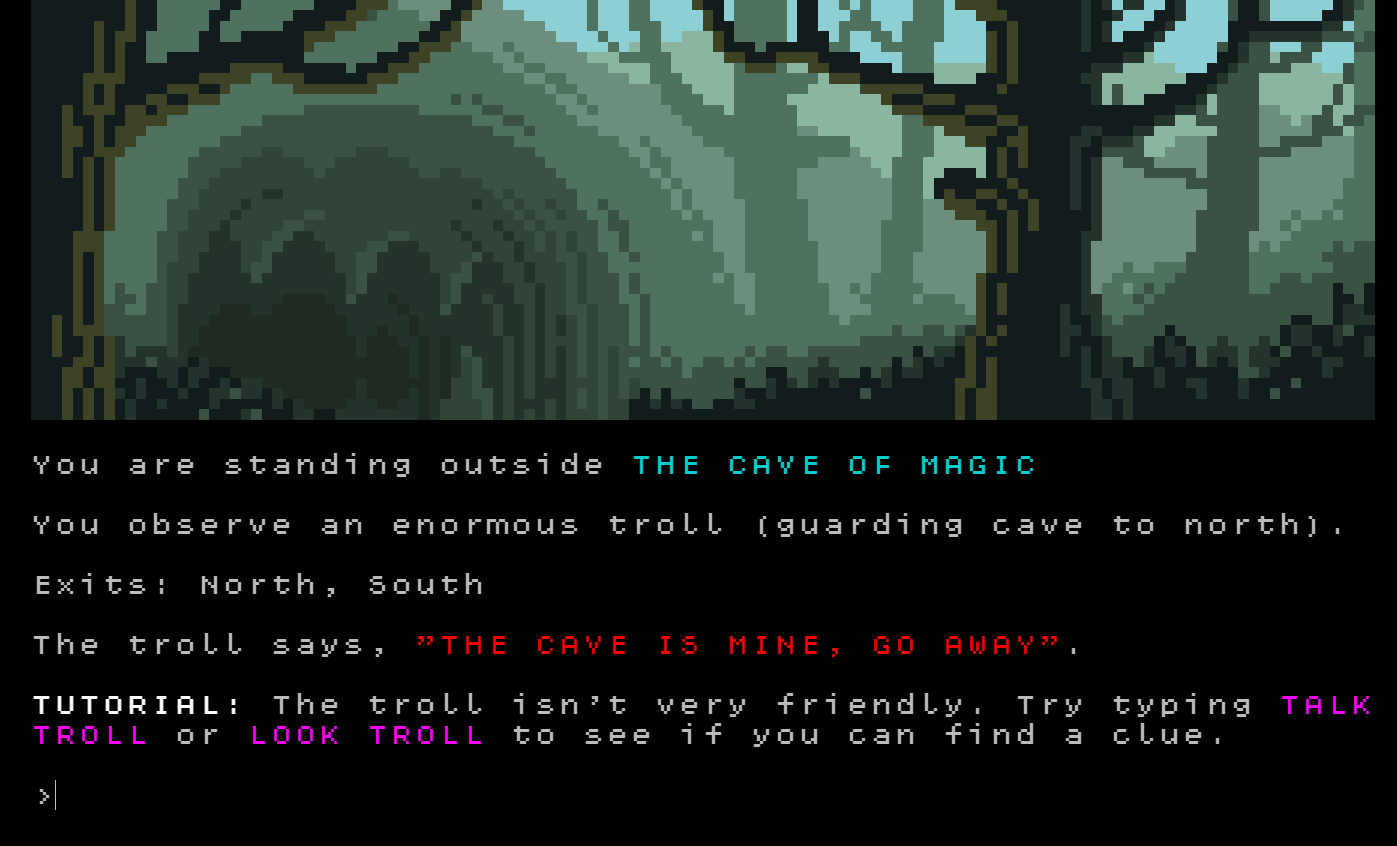 You are standing outside THE CAVE OF MAGIC
You observe an enormous troll (guarding cave to north).
Exits: North, South
The troll says, "THE CAVE IS MINE, GO AWAY".
TUTORIAL: The troll isn't very friendly. Try typing TALK
TROLL or LOOK TROLL to see if you can find a clue.
>